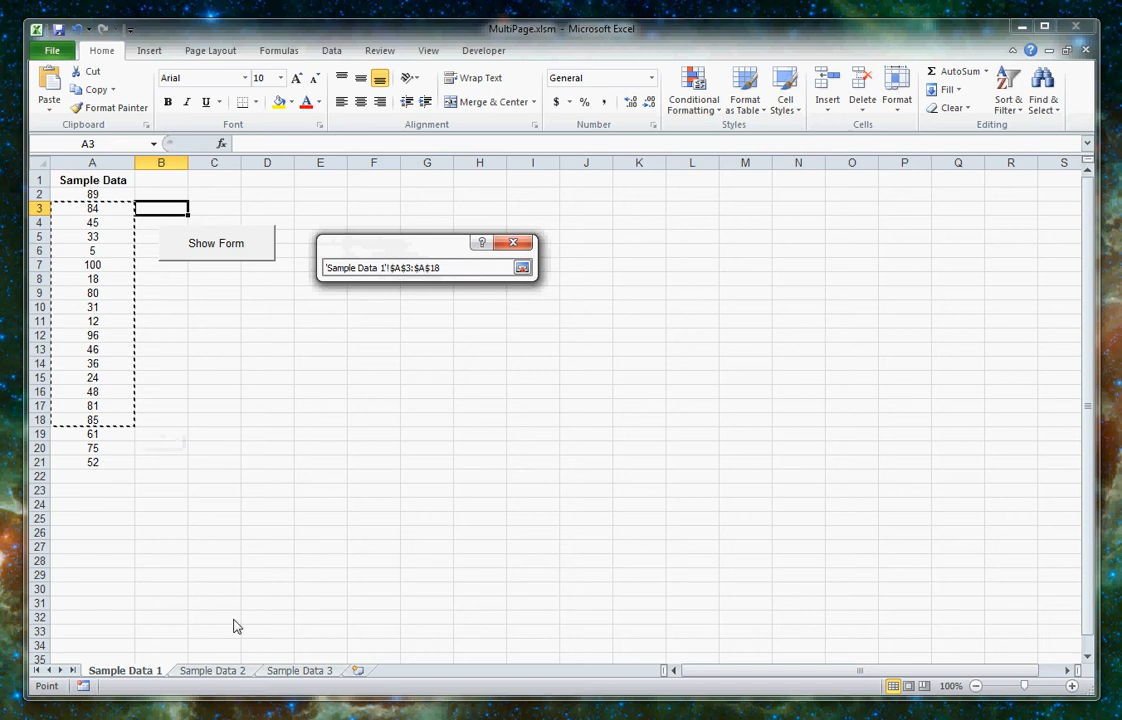 MultiPage.xlsm - Microsoft Excel
File Home Insert Page Layout Formulas Data Review View Developer
Paste
Cut
Copy
Format Painter
Clipboard
Arial 10
B I U
Font
Wrap Text
Merge & Center
Alignment
General
$ % ,
Number
Conditional Formatting
Format as Table
Cell Styles
Styles
Insert
Delete
Format
Cells
Σ AutoSum
Fill
Clear
Sort & Filter
Find & Select
Editing
A3 fx
A B C D E F G H I J K L M N O P Q R S
1 Sample Data
2 89
3 84
4 45
5 33
6 5
7 100
8 18
9 80
10 31
11 12
12 96
13 46
14 36
15 24
16 48
17 81
18 85
19 61
20 75
21 52
22
23
24
25
26
27
28
29
30
31
32
33
34
35
Show Form
'Sample Data 1'!$A$3:$A$18
Sample Data 1 Sample Data 2 Sample Data 3
Point 100%